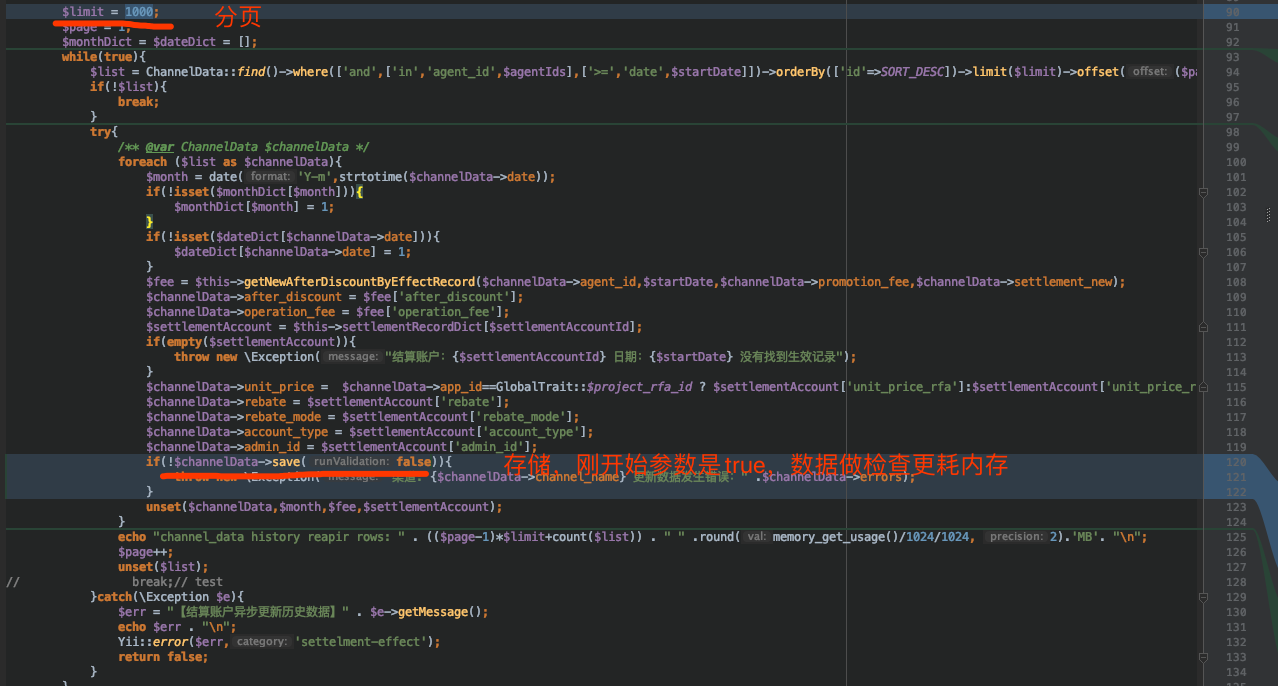 $limit = 1000; 分页 90
$page = 1; 91
$monthDict = $dateDict = []; 92
while(true){ 93
$list = ChannelData::find()->where(['and',['in','agent_id',$agentIds],['>=','date',$startDate]])->orderBy(['id'=>SORT_DESC])->limit($limit)->offset( offset: ($pa 94
if(!$list){ 95
break; 96
} 97
try{ 98
/** @var ChannelData $channelData */ 99
foreach ($list as $channelData){ 100
$month = date( format: 'Y-m',strtotime($channelData->date)); 101
if(!isset($monthDict[$month])){ 102
$monthDict[$month] = 1; 103
} 104
if(!isset($dateDict[$channelData->date])){ 105
$dateDict[$channelData->date] = 1; 106
} 107
$fee = $this->getNewAfterDiscountByEffectRecord($channelData->agent_id,$startDate,$channelData->promotion_fee,$channelData->settlement_new); 108
$channelData->after_discount = $fee['after_discount']; 109
$channelData->operation_fee = $fee['operation_fee']; 110
$settlementAccount = $this->settlementRecordDict[$settlementAccountId]; 111
if(empty($settlementAccount)){ 112
throw new \Exception( message: "结算账户: {$settlementAccountId} 日期: {$startDate} 没有找到生效记录"); 113
} 114
$channelData->unit_price = $channelData->app_id==GlobalTrait::$project_rfa_id ? $settlementAccount['unit_price_rfa']:$settlementAccount['unit_price_r 115
$channelData->rebate = $settlementAccount['rebate']; 116
$channelData->rebate_mode = $settlementAccount['rebate_mode']; 117
$channelData->account_type = $settlementAccount['account_type']; 118
$channelData->admin_id = $settlementAccount['admin_id']; 119
if(!$channelData->save( runValidation: false)){ 存储，刚开始参数是true，数据做检查更耗内存 120
throw new \Exception( message: "渠道: {$channelData->channel_name} 更新数据发生错误: " .$channelData->errors); 121
} 122
unset($channelData,$month,$fee,$settlementAccount); 123
} 124
echo "channel_data history reapir rows: " . (($page-1)*$limit+count($list)) . " " .round( val: memory_get_usage()/1024/1024, precision: 2).'MB'. "\n"; 125
$page++; 126
unset($list); 127
// break;// test 128
}catch(\Exception $e){ 129
$err = "【结算账户异步更新历史数据】" . $e->getMessage(); 130
echo $err . "\n"; 131
Yii::error($err, category: 'settelment-effect'); 132
return false; 133
} 134